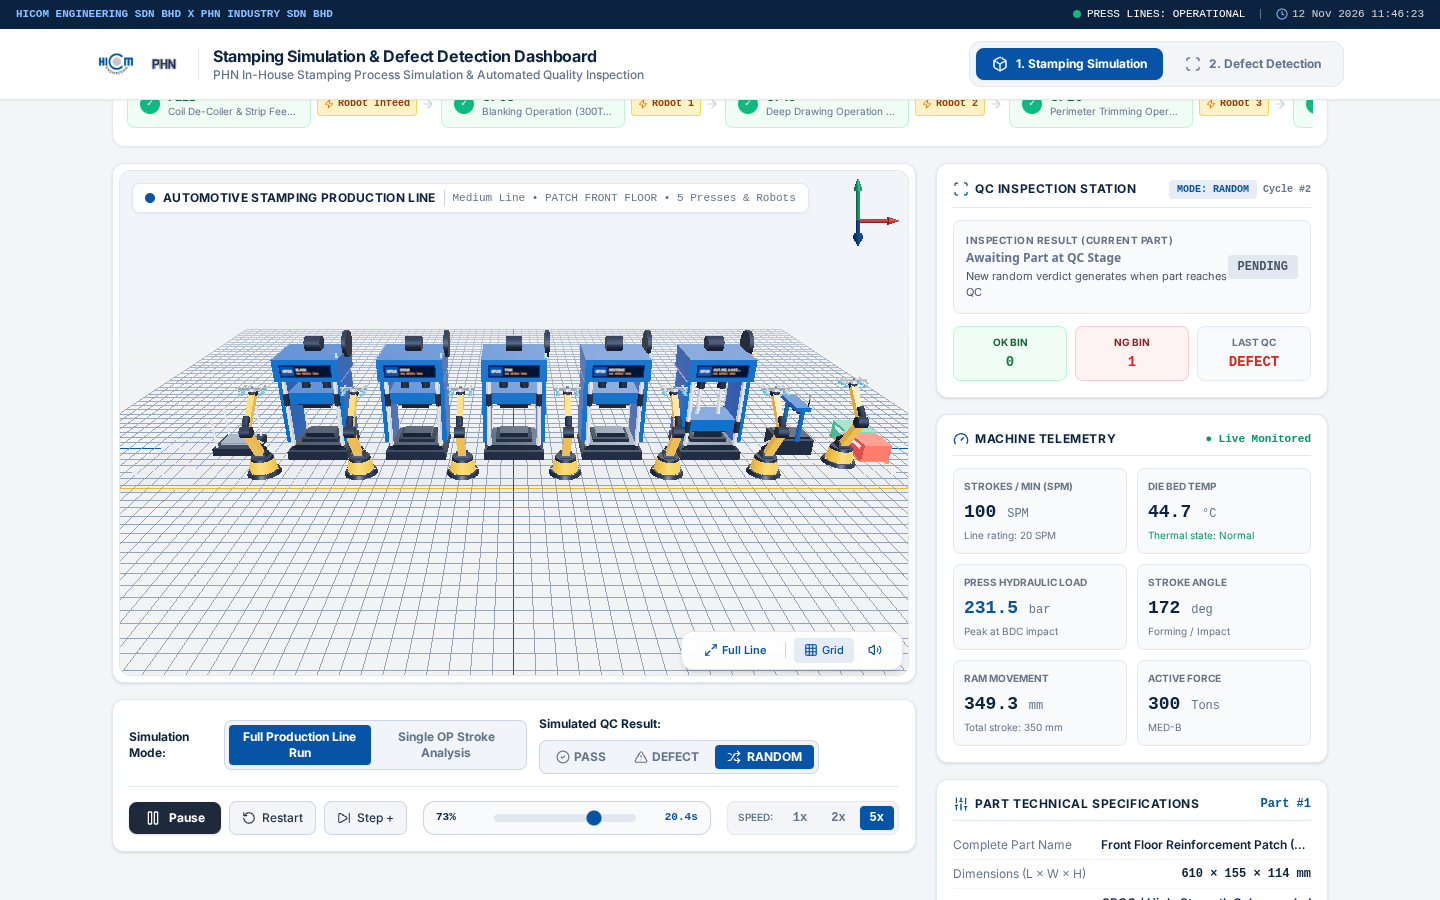 HICOM ENGINEERING SDN BHD X PHN INDUSTRY SDN BHD
PRESS LINES: OPERATIONAL | 12 Nov 2026 11:46:23
HICOM PHN
Stamping Simulation & Defect Detection Dashboard
PHN In-House Stamping Process Simulation & Automated Quality Inspection
1. Stamping Simulation
2. Defect Detection
Coil De-Coiler & Strip Fee...
Robot Infeed
Blanking Operation (300T...
Robot 1
Deep Drawing Operation ...
Robot 2
Perimeter Trimming Oper...
Robot 3
AUTOMOTIVE STAMPING PRODUCTION LINE
Medium Line • PATCH FRONT FLOOR • 5 Presses & Robots
Full Line
Grid
Simulation Mode:
Full Production Line Run
Single OP Stroke Analysis
Simulated QC Result:
PASS
DEFECT
RANDOM
Pause
Restart
Step +
73%
20.4s
SPEED: 1x 2x 5x
QC INSPECTION STATION
MODE: RANDOM
Cycle #2
INSPECTION RESULT (CURRENT PART)
Awaiting Part at QC Stage
New random verdict generates when part reaches
QC
PENDING
OK BIN
0
NG BIN
1
LAST QC
DEFECT
MACHINE TELEMETRY
● Live Monitored
STROKES / MIN (SPM)
100 SPM
Line rating: 20 SPM
DIE BED TEMP
44.7 °C
Thermal state: Normal
PRESS HYDRAULIC LOAD
231.5 bar
Peak at BDC impact
STROKE ANGLE
172 deg
Forming / Impact
RAM MOVEMENT
349.3 mm
Total stroke: 350 mm
ACTIVE FORCE
300 Tons
MED-B
PART TECHNICAL SPECIFICATIONS
Part #1
Complete Part Name
Front Floor Reinforcement Patch (...
Dimensions (L × W × H)
610 × 155 × 114 mm